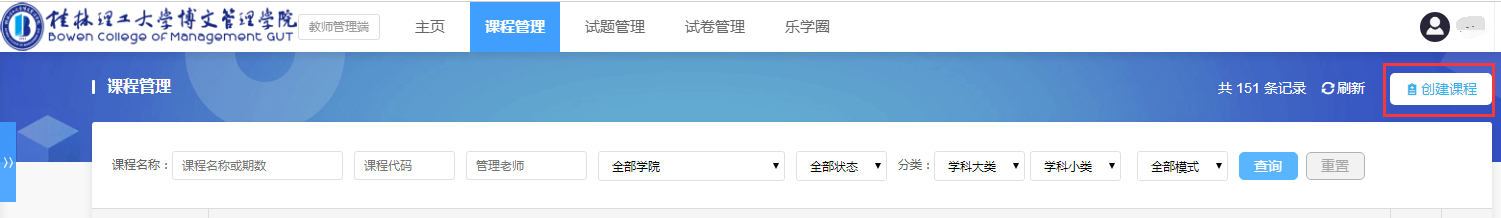 桂林理工大学博文管理学院
Bowen College of Management GUT
教师管理端 主页 课程管理 试题管理 试卷管理 乐学圈
课程管理 共 151 条记录 刷新 创建课程
课程名称： 课程名称或期数 课程代码 管理老师 全部学院 全部状态 分类： 学科大类 学科小类 全部模式 查询 重置